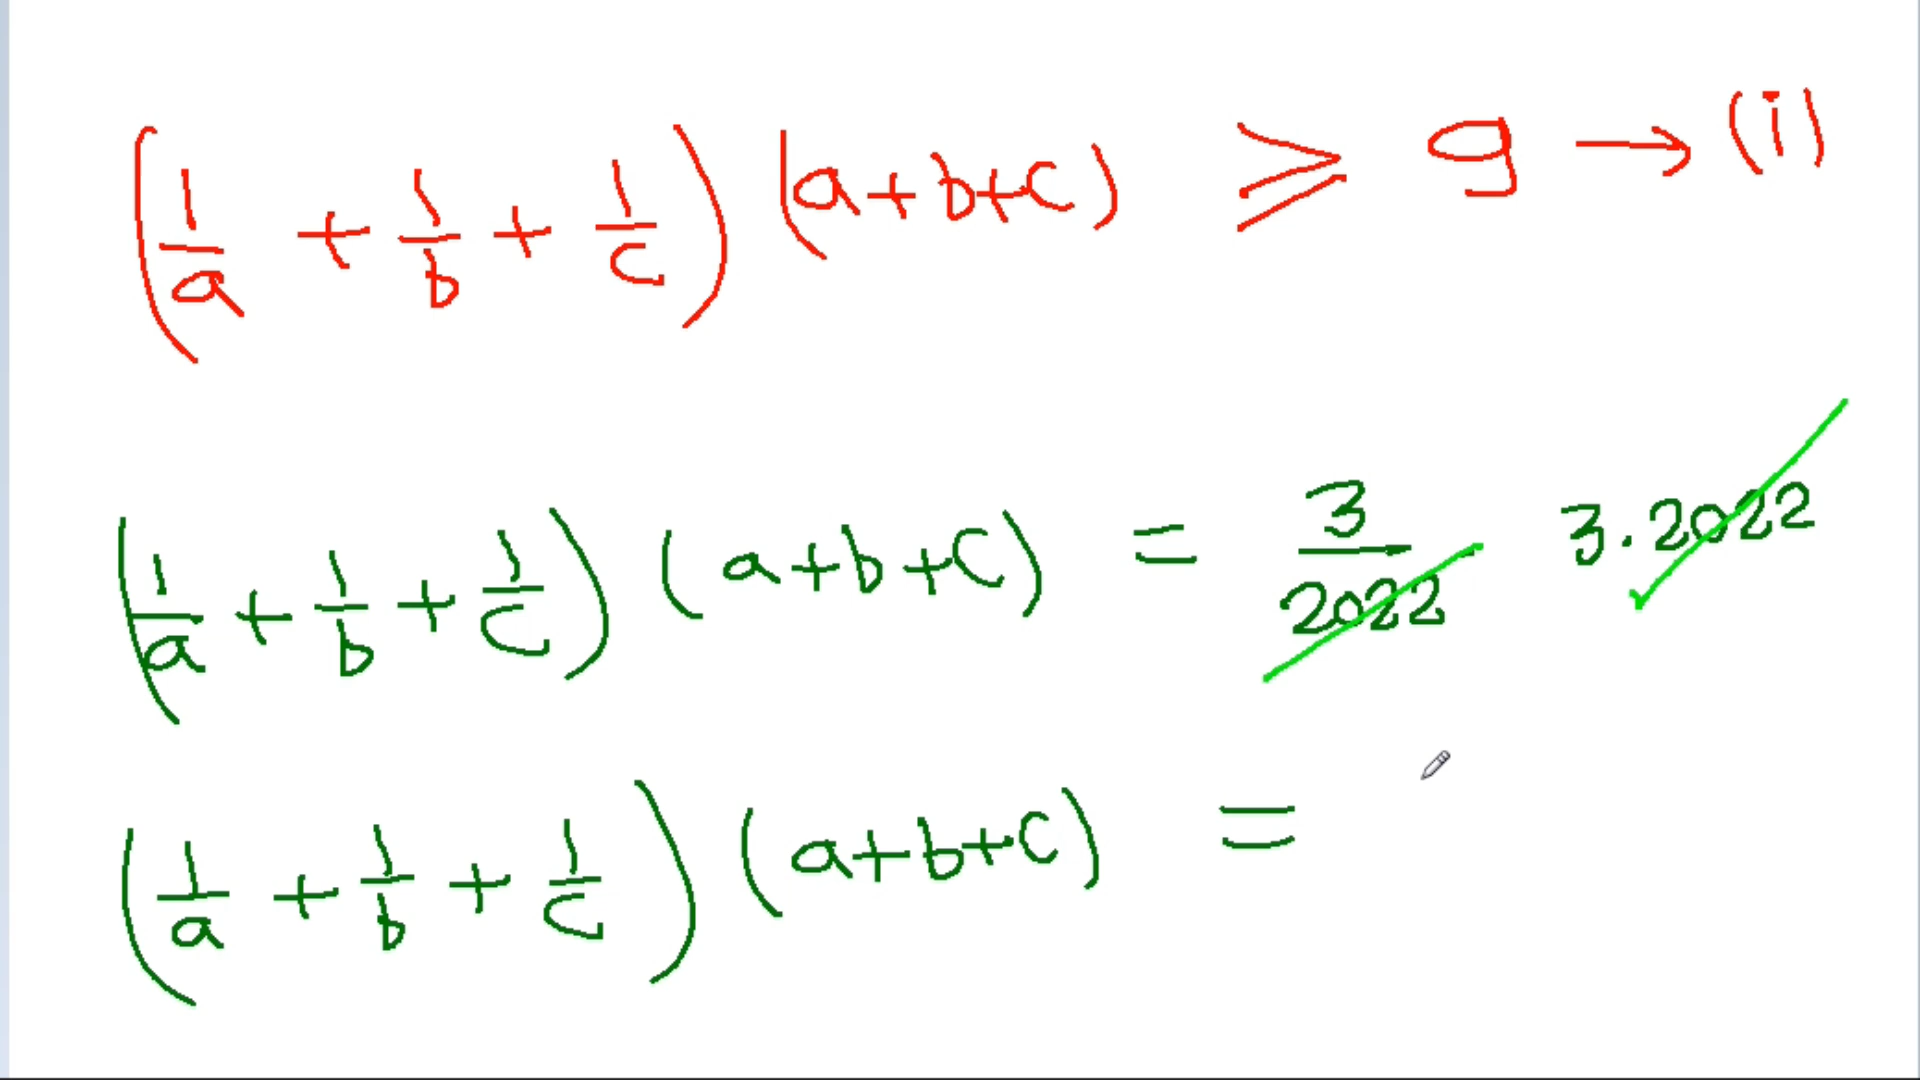 (1/a + 1/b + 1/c) (a+b+c) ≥ 9 → (i)
(1/a + 1/b + 1/c) (a+b+c) = 3/2022 3.2022
(1/a + 1/b + 1/c) (a+b+c) =